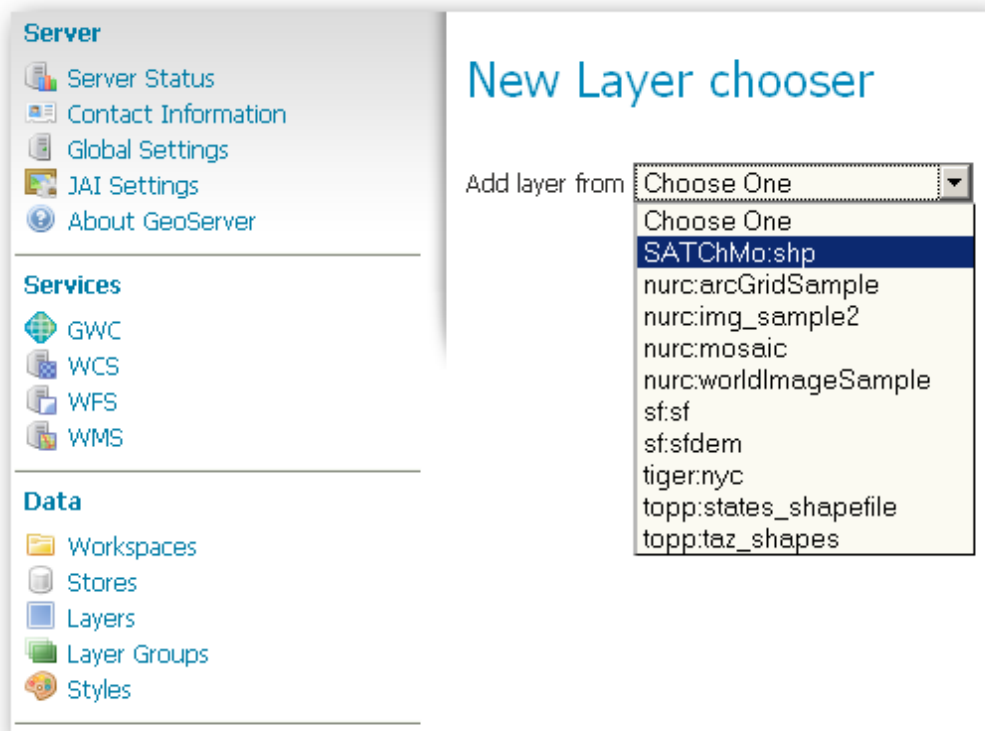 Server
Server Status
Contact Information
Global Settings
JAI Settings
About GeoServer
Services
GWC
WCS
WFS
WMS
Data
Workspaces
Stores
Layers
Layer Groups
Styles
New Layer chooser
Add layer from Choose One
Choose One
SATChMo:shp
nurc:arcGridSample
nurc:img_sample2
nurc:mosaic
nurc:worldImageSample
sf:sf
sf:sfdem
tiger:nyc
topp:states_shapefile
topp:taz_shapes